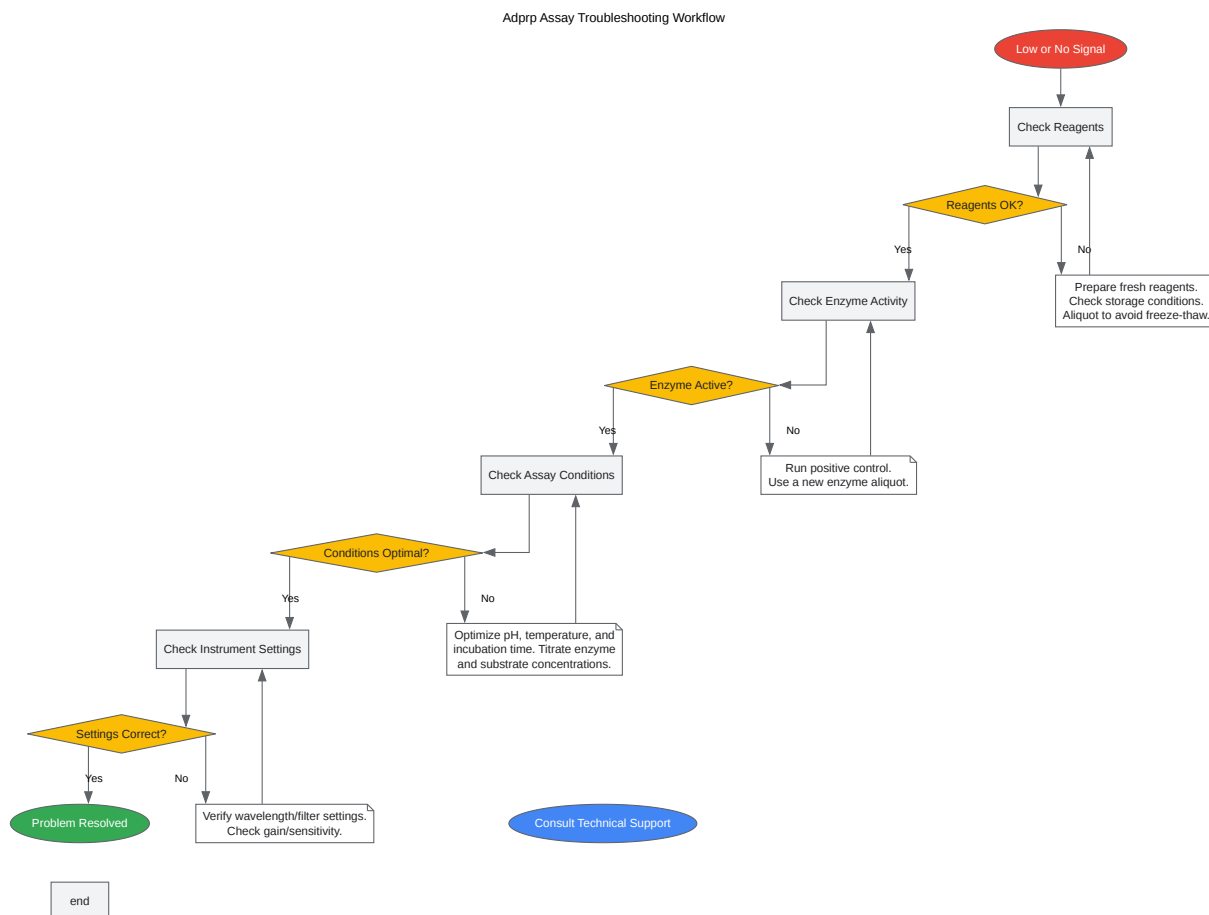 Adprp Assay Troubleshooting Workflow
Low or No Signal
Check Reagents
Reagents OK?
Yes
No
Prepare fresh reagents.
Check storage conditions.
Aliquot to avoid freeze-thaw.
Check Enzyme Activity
Enzyme Active?
Yes
No
Run positive control.
Use a new enzyme aliquot.
Check Assay Conditions
Conditions Optimal?
Yes
No
Optimize pH, temperature, and
incubation time. Titrate enzyme
and substrate concentrations.
Check Instrument Settings
Settings Correct?
Yes
No
Verify wavelength/filter settings.
Check gain/sensitivity.
Problem Resolved
Consult Technical Support
end